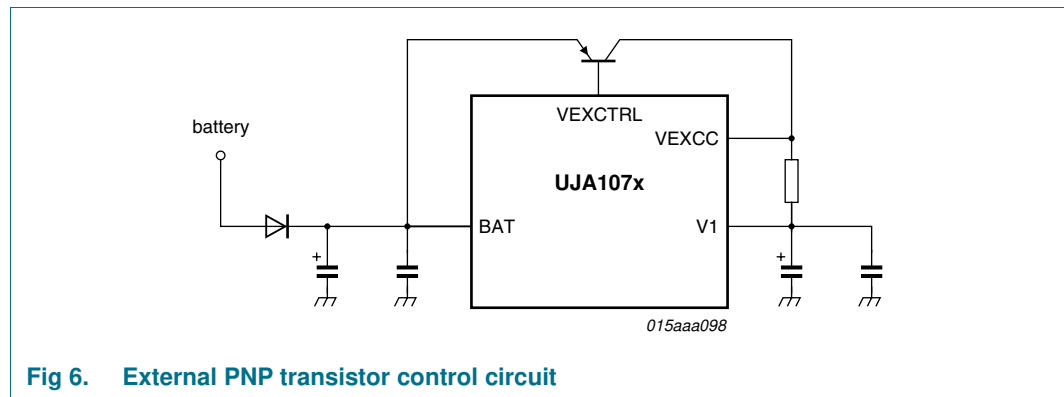 VEXCTRL
battery
VEXCC
UJA107x
BAT
V1
+
+
015aaa098
Fig 6. External PNP transistor control circuit